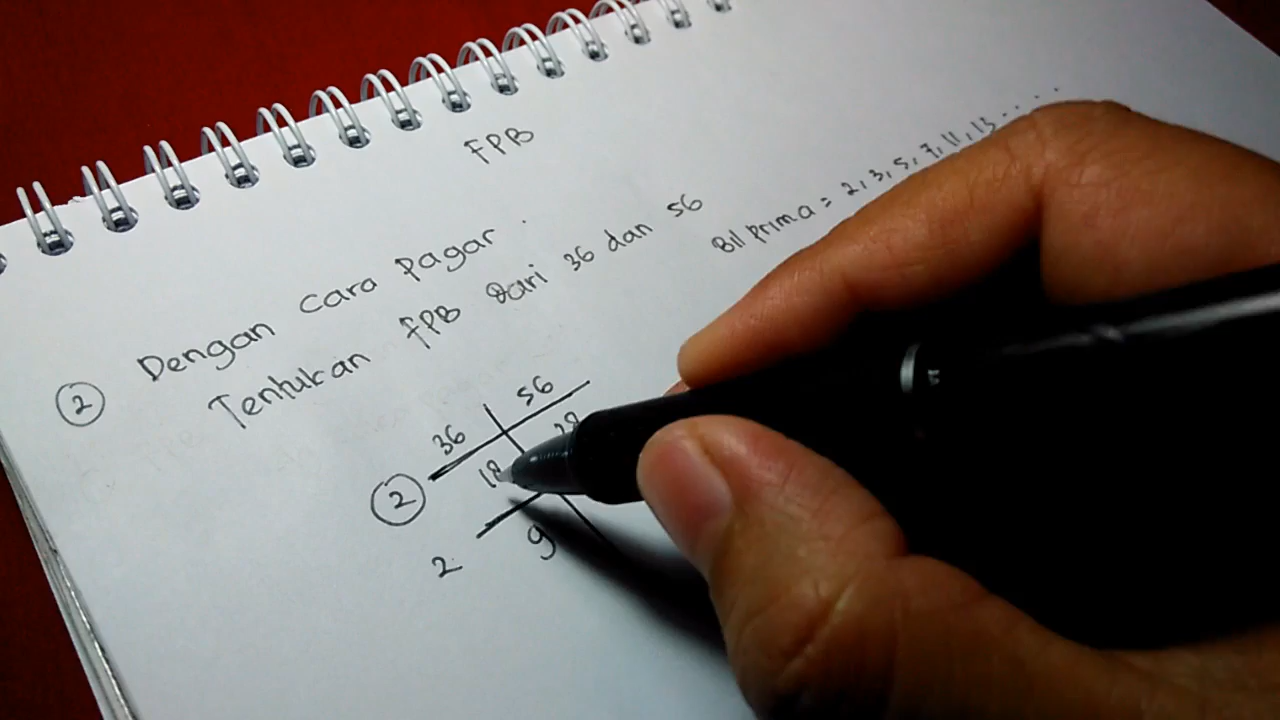 FPB
2 Dengan cara Pagar.
Tentukan FPB dari 36 dan 56
Bil prima = 2, 3, 5, 7, 11, 13 .....
36 56
2 18 28
2 9